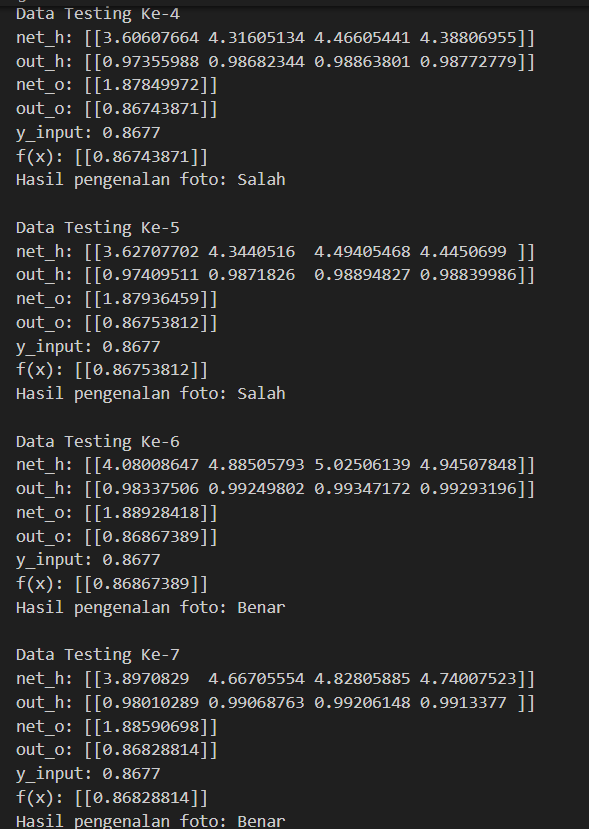 Data Testing Ke-4
net_h: [[3.60607664 4.31605134 4.46605441 4.38806955]]
out_h: [[0.97355988 0.98682344 0.98863801 0.98772779]]
net_o: [[1.87849972]]
out_o: [[0.86743871]]
y_input: 0.8677
f(x): [[0.86743871]]
Hasil pengenalan foto: Salah

Data Testing Ke-5
net_h: [[3.62707702 4.3440516  4.49405468 4.4450699 ]]
out_h: [[0.97409511 0.9871826  0.98894827 0.98839986]]
net_o: [[1.87936459]]
out_o: [[0.86753812]]
y_input: 0.8677
f(x): [[0.86753812]]
Hasil pengenalan foto: Salah

Data Testing Ke-6
net_h: [[4.08008647 4.88505793 5.02506139 4.94507848]]
out_h: [[0.98337506 0.99249802 0.99347172 0.99293196]]
net_o: [[1.88928418]]
out_o: [[0.86867389]]
y_input: 0.8677
f(x): [[0.86867389]]
Hasil pengenalan foto: Benar

Data Testing Ke-7
net_h: [[3.8970829  4.66705554 4.82805885 4.74007523]]
out_h: [[0.98010289 0.99068763 0.99206148 0.9913377 ]]
net_o: [[1.88590698]]
out_o: [[0.86828814]]
y_input: 0.8677
f(x): [[0.86828814]]
Hasil pengenalan foto: Benar